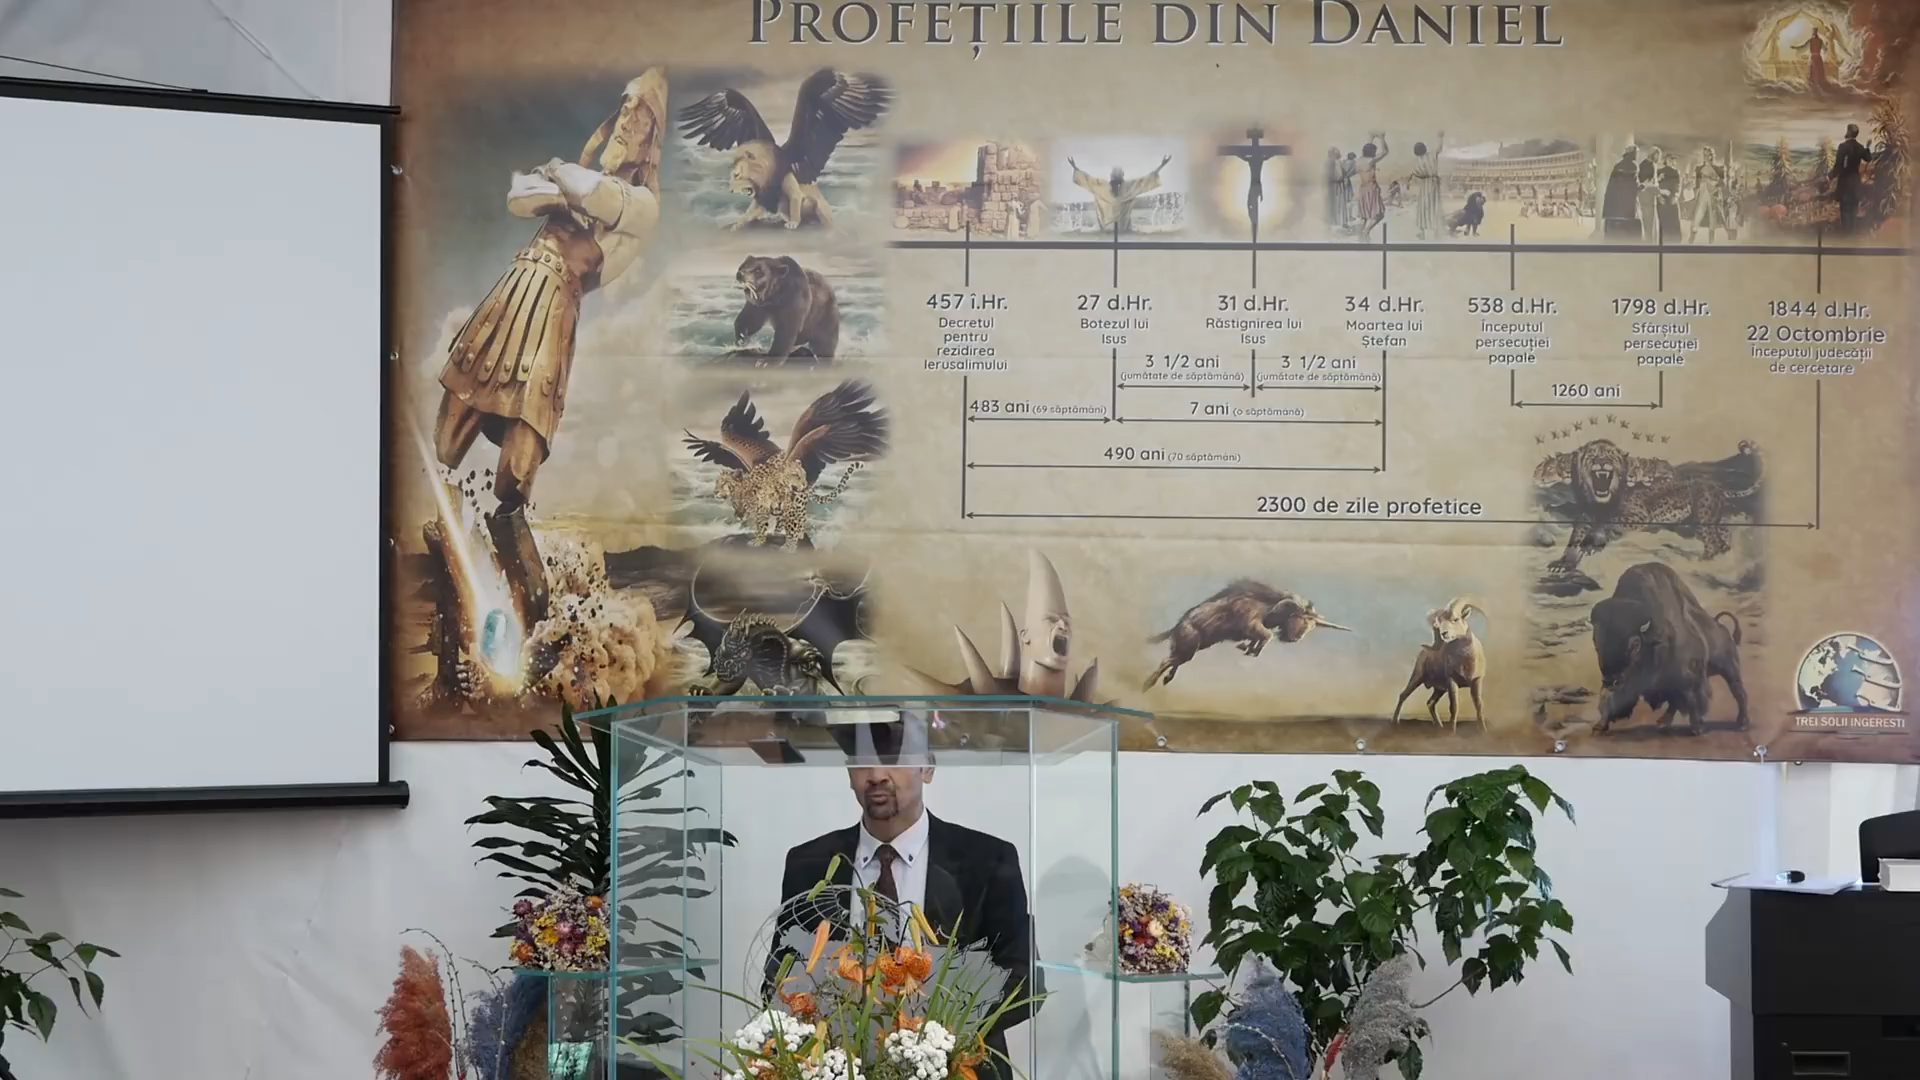 PROFEȚIILE DIN DANIEL
457 î.Hr.
Decretul
pentru
rezidirea
Ierusalimului
27 d.Hr.
Botezul lui
Isus
31 d.Hr.
Răstignirea lui
Isus
34 d.Hr.
Moartea lui
Ștefan
538 d.Hr.
Începutul
persecuției
papale
1798 d.Hr.
Sfârșitul
persecuției
papale
1844 d.Hr.
22 Octombrie
Începutul judecății
de cercetare
3 1/2 ani
(jumătate de săptămână)
3 1/2 ani
(jumătate de săptămână)
1260 ani
483 ani (69 săptămâni)
7 ani (o săptămână)
490 ani (70 săptămâni)
2300 de zile profetice
TREI SOLII INGERESTI